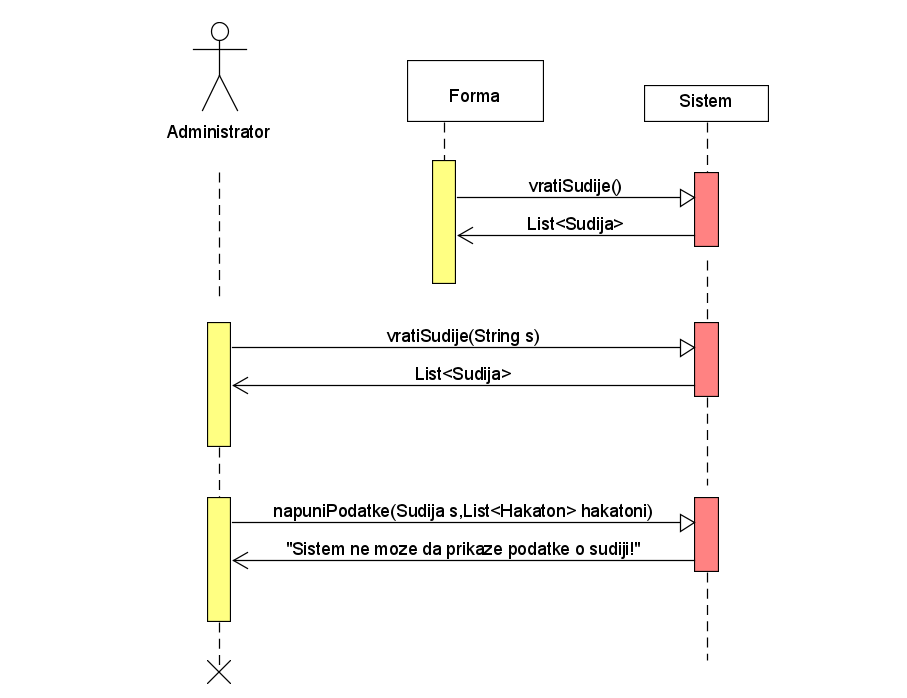 Administrator
Forma
Sistem
vratiSudije()
List<Sudija>
vratiSudije(String s)
List<Sudija>
napuniPodatke(Sudija s,List<Hakaton> hakatoni)
"Sistem ne moze da prikaze podatke o sudiji!"